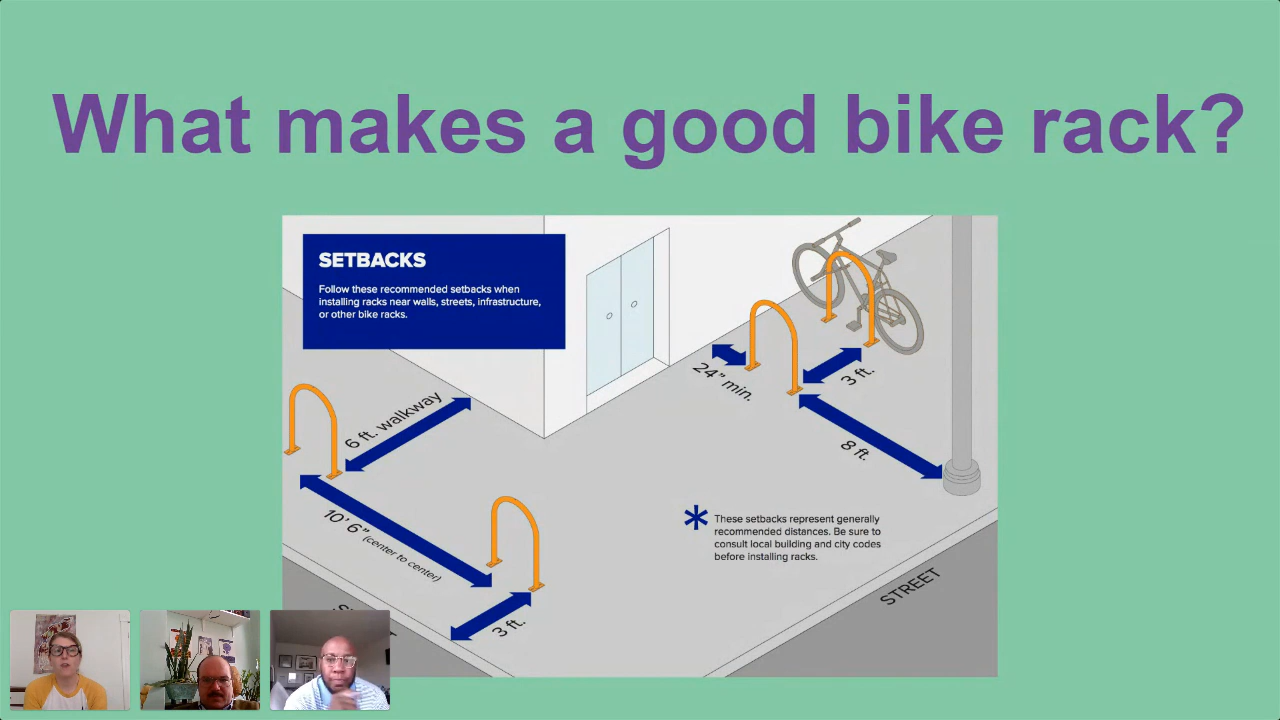 What makes a good bike rack?
SETBACKS
Follow these recommended setbacks when
installing racks near walls, streets, infrastructure,
or other bike racks.
24” min.
3 ft.
6 ft. walkway
8 ft.
10’ 6” (center to center)
These setbacks represent generally
* recommended distances. Be sure to
consult local building and city codes
before installing racks.
STREET
3 ft.